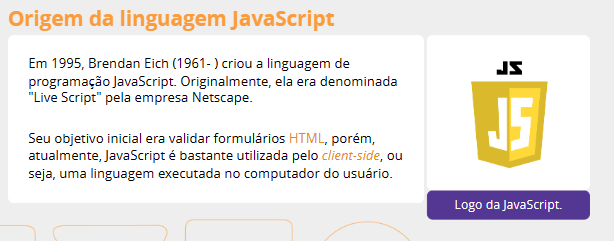 Origem da linguagem JavaScript
Em 1995, Brendan Eich (1961- ) criou a linguagem de
programação JavaScript. Originalmente, ela era denominada
"Live Script" pela empresa Netscape.
Seu objetivo inicial era validar formulários HTML, porém,
atualmente, JavaScript é bastante utilizada pelo client-side, ou
seja, uma linguagem executada no computador do usuário.
JS
JS
Logo da JavaScript.